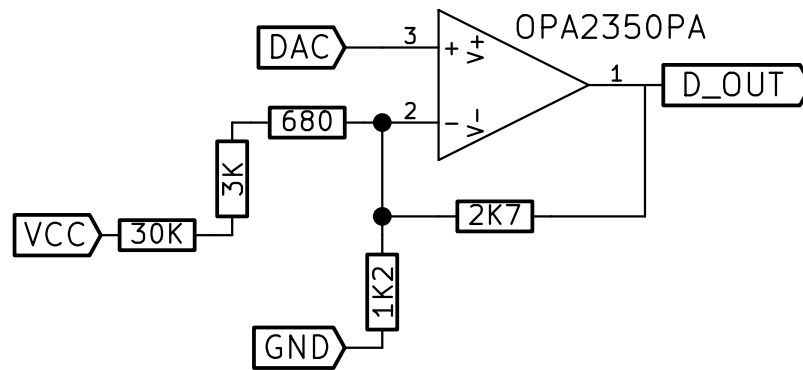 OPA2350PA
DAC
3
+
V+
1
D_OUT
680
2
-
V-
3K
VCC
30K
2K7
1K2
GND